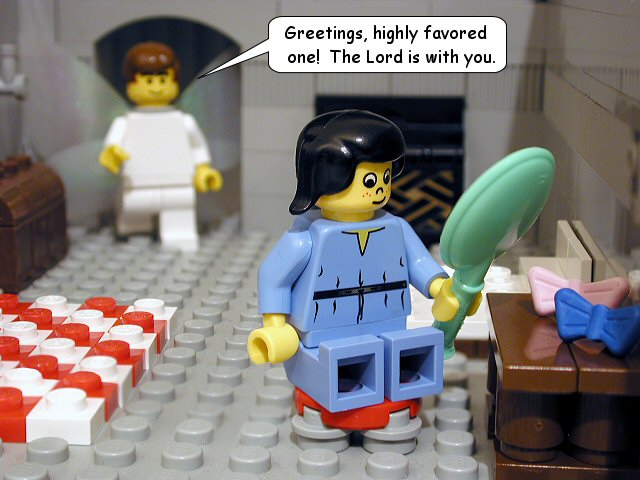 Greetings, highly favored
one! The Lord is with you.